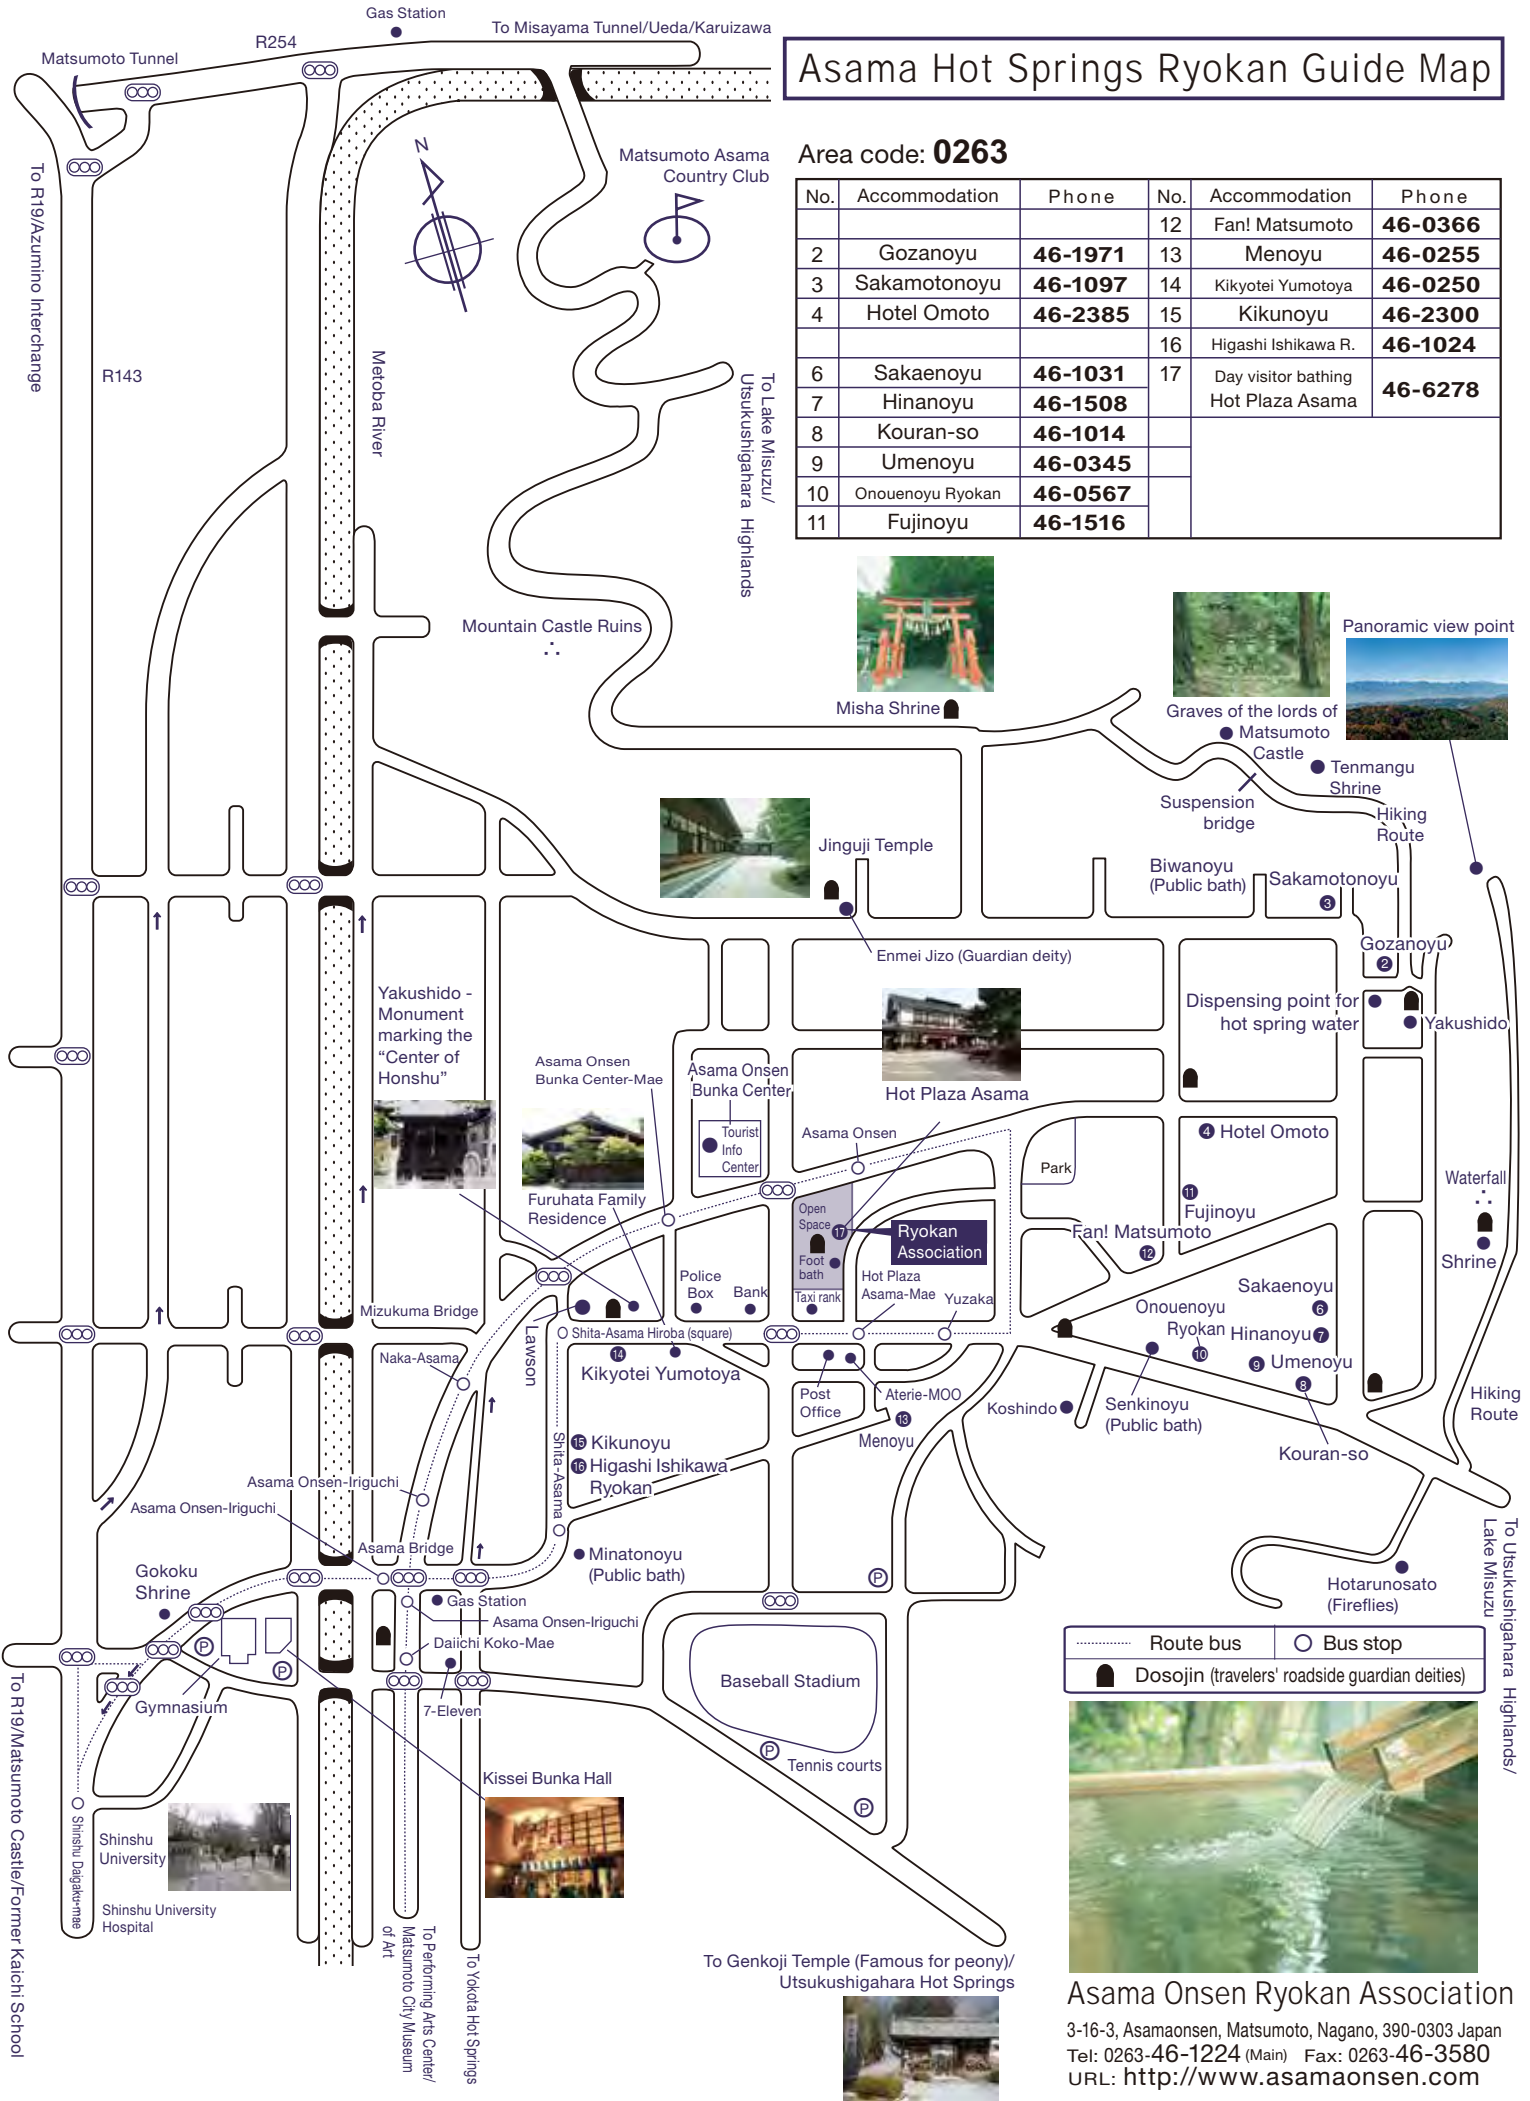 Gas Station
To Misayama Tunnel/Ueda/Karuizawa
R254
Matsumoto Tunnel
Asama Hot Springs Ryokan Guide Map
N
Matsumoto Asama
Country Club
To R19/Azumino Interchange
R143
Metoba River
To Lake Misuzu/
Utsukushigahara Highlands
Area code: 0263
No. Accommodation Phone No. Accommodation Phone
12 Fan! Matsumoto 46-0366
2 Gozanoyu 46-1971 13 Menoyu 46-0255
3 Sakamotonoyu 46-1097 14 Kikyotei Yumotoya 46-0250
4 Hotel Omoto 46-2385 15 Kikunoyu 46-2300
16 Higashi Ishikawa R. 46-1024
6 Sakaenoyu 46-1031 17 Day visitor bathing
Hot Plaza Asama 46-6278
7 Hinanoyu 46-1508
8 Kouran-so 46-1014
9 Umenoyu 46-0345
10 Onouenoyu Ryokan 46-0567
11 Fujinoyu 46-1516
Mountain Castle Ruins
Misha Shrine
Panoramic view point
Graves of the lords of
Matsumoto
Castle
Tenmangu
Shrine
Suspension
bridge
Hiking
Route
Jinguji Temple
Biwanoyu
(Public bath)
Sakamotonoyu
3
Enmei Jizo (Guardian deity)
Gozanoyu
2
Dispensing point for
hot spring water
Yakushido
Yakushido -
Monument
marking the
“Center of
Honshu”
Asama Onsen
Bunka Center-Mae
Asama Onsen
Bunka Center
Tourist
Info
Center
Hot Plaza Asama
Asama Onsen
4 Hotel Omoto
Park
11
Fujinoyu
Waterfall
Shrine
Furuhata Family
Residence
Open
Space
17
Foot
bath
Taxi rank
Ryokan
Association
Fan! Matsumoto
12
Police
Box
Bank
Hot Plaza
Asama-Mae
Yuzaka
Sakaenoyu
6
Onouenoyu
Ryokan
10
Hinanoyu 7
9 Umenoyu
8
Mizukuma Bridge
Lawson
Shita-Asama Hiroba (square)
14
Kikyotei Yumotoya
Naka-Asama
Post
Office
Aterie-MOO
13
Menoyu
Koshindo
Senkinoyu
(Public bath)
Kouran-so
Hiking
Route
Shita-Asama
15 Kikunoyu
16 Higashi Ishikawa
Ryokan
Asama Onsen-Iriguchi
Asama Onsen-Iriguchi
Asama Bridge
Minatonoyu
(Public bath)
Gokoku
Shrine
Gas Station
Asama Onsen-Iriguchi
Daiichi Koko-Mae
P
P
P
Hotarunosato
(Fireflies)
To Utsukushigahara Highlands/
Lake Misuzu
Gymnasium
7-Eleven
Baseball Stadium
P
Tennis courts
P
Kissei Bunka Hall
Shinshu
University
Shinshu Daigaku-mae
Shinshu University
Hospital
To R19/Matsumoto Castle/Former Kaichi School
To Performing Arts Center/
Matsumoto City Museum
of Art
To Yokota Hot Springs
To Genkoji Temple (Famous for peony)/
Utsukushigahara Hot Springs
Route bus
Bus stop
Dosojin (travelers' roadside guardian deities)
Asama Onsen Ryokan Association
3-16-3, Asamaonsen, Matsumoto, Nagano, 390-0303 Japan
Tel: 0263-46-1224 (Main) Fax: 0263-46-3580
URL: http://www.asamaonsen.com